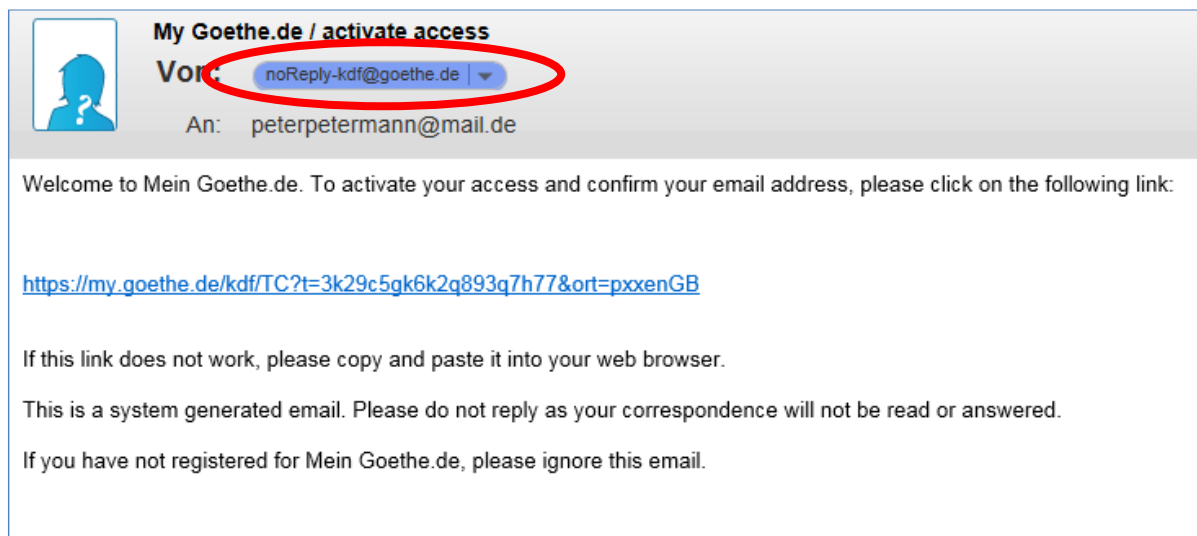 My Goethe.de / activate access
Von: noReply-kdf@goethe.de
An: peterpetermann@mail.de
Welcome to Mein Goethe.de. To activate your access and confirm your email address, please click on the following link:
https://my.goethe.de/kdf/TC?t=3k29c5gk6k2q893q7h77&ort=pxxenGB
If this link does not work, please copy and paste it into your web browser.
This is a system generated email. Please do not reply as your correspondence will not be read or answered.
If you have not registered for Mein Goethe.de, please ignore this email.